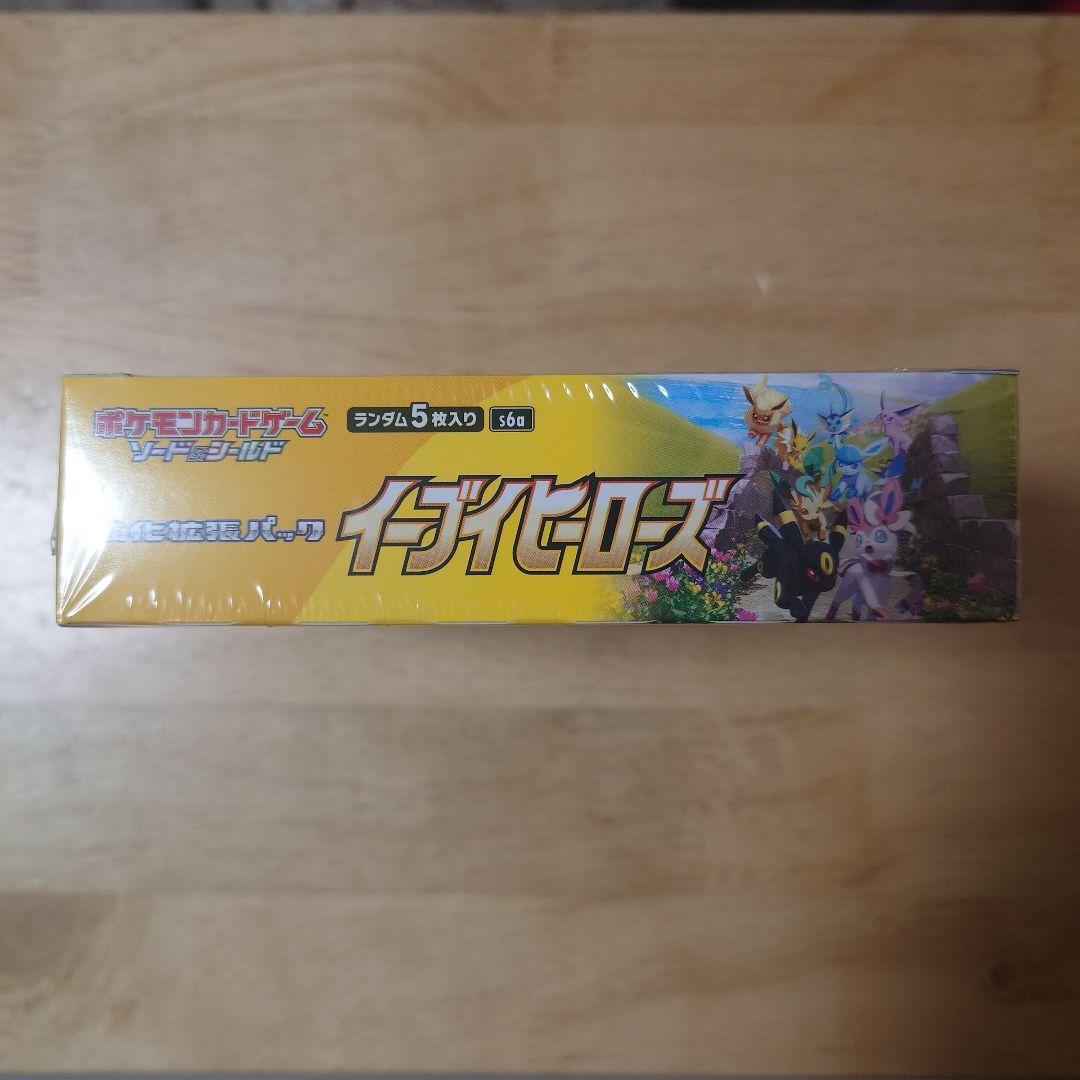 ポケモンカードゲーム
ソード&シールド
ランダム5枚入り s6a
強化拡張パック
イーブイヒーローズ